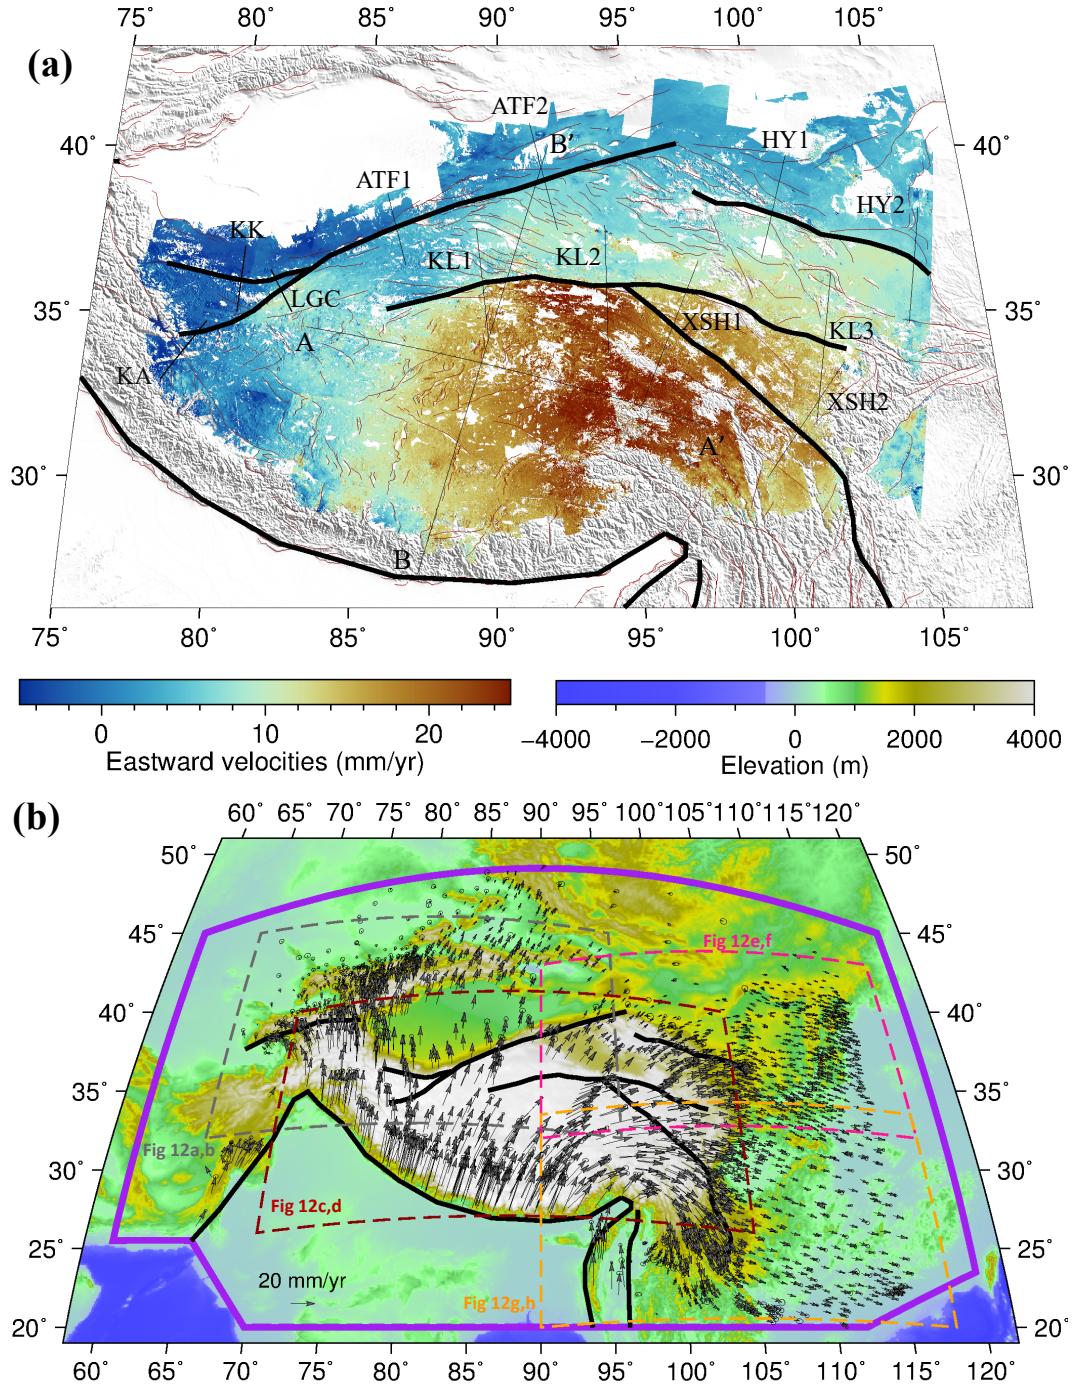 75° 80° 85° 90° 95° 100° 105°
(a)
ATF2
40° B′ HY1 40°
ATF1
HY2
KK
KL1 KL2
LGC
35° 35°
XSH1 KL3
A
KA
XSH2
A′
30° 30°
B
75° 80° 85° 90° 95° 100° 105°
0 10 20
Eastward velocities (mm/yr)
−4000 −2000 0 2000 4000
Elevation (m)
(b)
60° 65° 70° 75° 80° 85° 90° 95° 100° 105° 110° 115° 120°
50° 50°
45° 45°
Fig 12e,f
40° 40°
35° 35°
Fig 12a,b
30° 30°
Fig 12c,d
25° 25°
20 mm/yr
Fig 12g,h
20° 20°
60° 65° 70° 75° 80° 85° 90° 95° 100° 105° 110° 115° 120°